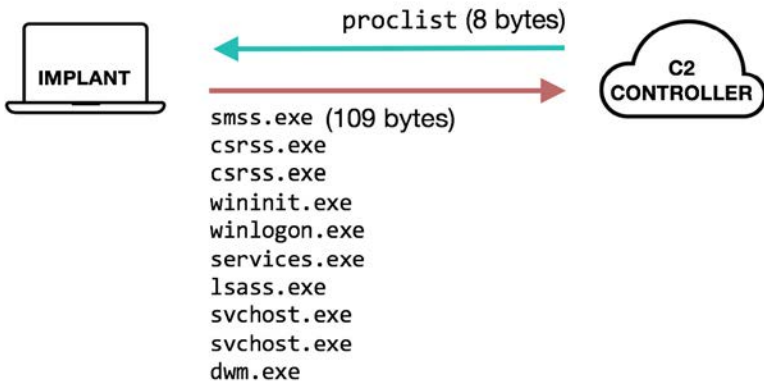 proclist (8 bytes)
IMPLANT
C2
CONTROLLER
smss.exe (109 bytes)
csrss.exe
csrss.exe
wininit.exe
winlogon.exe
services.exe
lsass.exe
svchost.exe
svchost.exe
dwm.exe